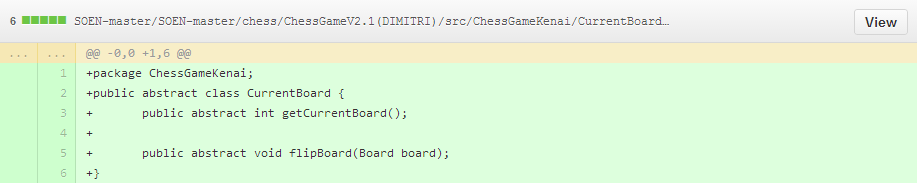 6 SOEN-master/SOEN-master/chess/ChessGameV2.1(DIMITRI)/src/ChessGameKenai/CurrentBoard… View
... ... @@ -0,0 +1,6 @@
1 +package ChessGameKenai;
2 +public abstract class CurrentBoard {
3 +       public abstract int getCurrentBoard();
4 +
5 +       public abstract void flipBoard(Board board);
6 +}